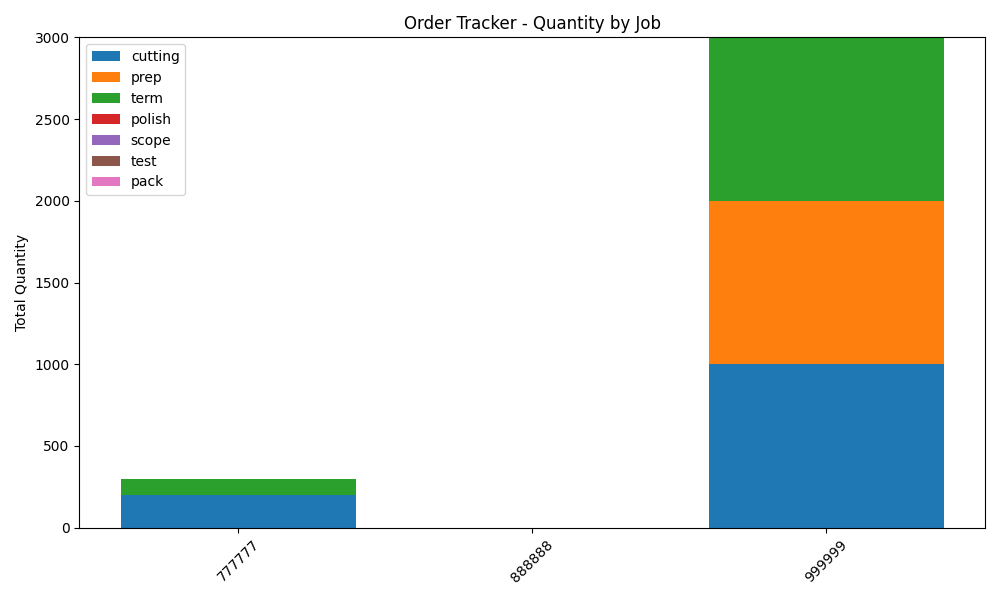 Order Tracker - Quantity by Job
3000
2500
2000
1500
1000
500
0
Total Quantity
cutting
prep
term
polish
scope
test
pack
777777
888888
999999